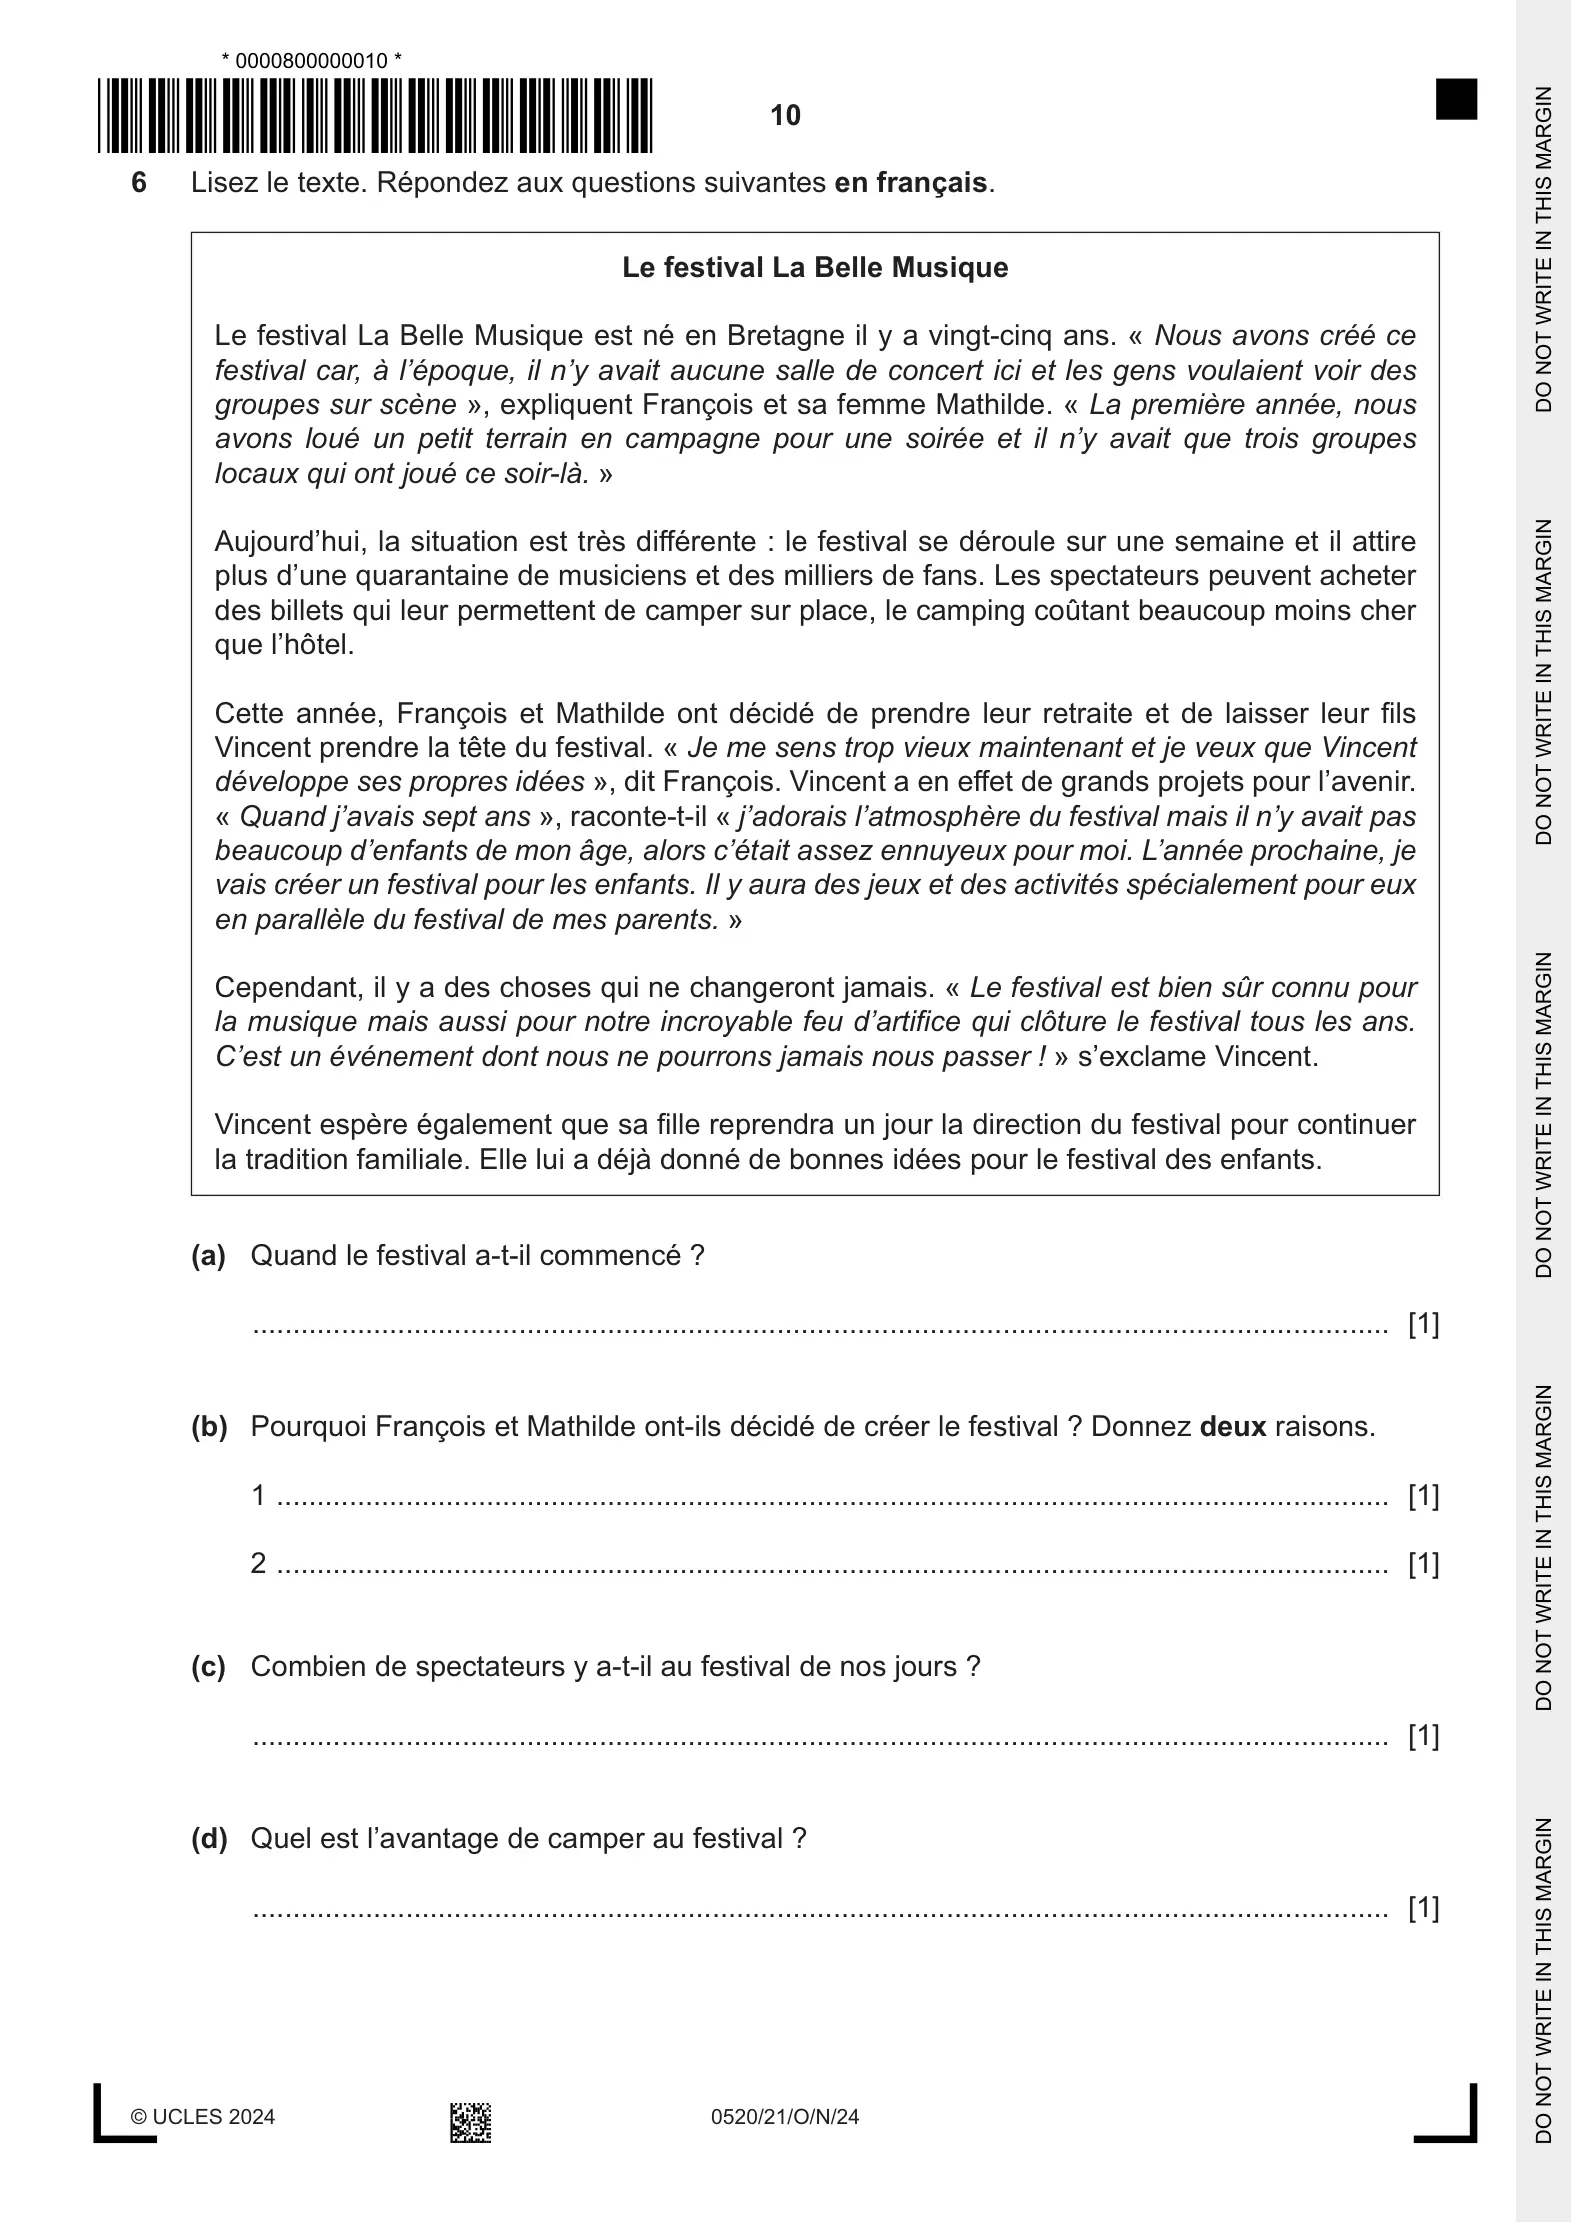 * 0000800000010 *
10
6 Lisez le texte. Répondez aux questions suivantes en français.
Le festival La Belle Musique
Le festival La Belle Musique est né en Bretagne il y a vingt-cinq ans. « Nous avons créé ce
festival car, à l’époque, il n’y avait aucune salle de concert ici et les gens voulaient voir des
groupes sur scène », expliquent François et sa femme Mathilde. « La première année, nous
avons loué un petit terrain en campagne pour une soirée et il n’y avait que trois groupes
locaux qui ont joué ce soir-là. »
Aujourd’hui, la situation est très différente : le festival se déroule sur une semaine et il attire
plus d’une quarantaine de musiciens et des milliers de fans. Les spectateurs peuvent acheter
des billets qui leur permettent de camper sur place, le camping coûtant beaucoup moins cher
que l’hôtel.
Cette année, François et Mathilde ont décidé de prendre leur retraite et de laisser leur fils
Vincent prendre la tête du festival. « Je me sens trop vieux maintenant et je veux que Vincent
développe ses propres idées », dit François. Vincent a en effet de grands projets pour l’avenir.
« Quand j’avais sept ans », raconte-t-il « j’adorais l’atmosphère du festival mais il n’y avait pas
beaucoup d’enfants de mon âge, alors c’était assez ennuyeux pour moi. L’année prochaine, je
vais créer un festival pour les enfants. Il y aura des jeux et des activités spécialement pour eux
en parallèle du festival de mes parents. »
Cependant, il y a des choses qui ne changeront jamais. « Le festival est bien sûr connu pour
la musique mais aussi pour notre incroyable feu d’artifice qui clôture le festival tous les ans.
C’est un événement dont nous ne pourrons jamais nous passer ! » s’exclame Vincent.
Vincent espère également que sa fille reprendra un jour la direction du festival pour continuer
la tradition familiale. Elle lui a déjà donné de bonnes idées pour le festival des enfants.
(a) Quand le festival a-t-il commencé ?
[1]
(b) Pourquoi François et Mathilde ont-ils décidé de créer le festival ? Donnez deux raisons.
1 [1]
2 [1]
(c) Combien de spectateurs y a-t-il au festival de nos jours ?
[1]
(d) Quel est l’avantage de camper au festival ?
[1]
© UCLES 2024
0520/21/O/N/24
DO NOT WRITE IN THIS MARGIN
DO NOT WRITE IN THIS MARGIN
DO NOT WRITE IN THIS MARGIN
DO NOT WRITE IN THIS MARGIN
DO NOT WRITE IN THIS MARGIN